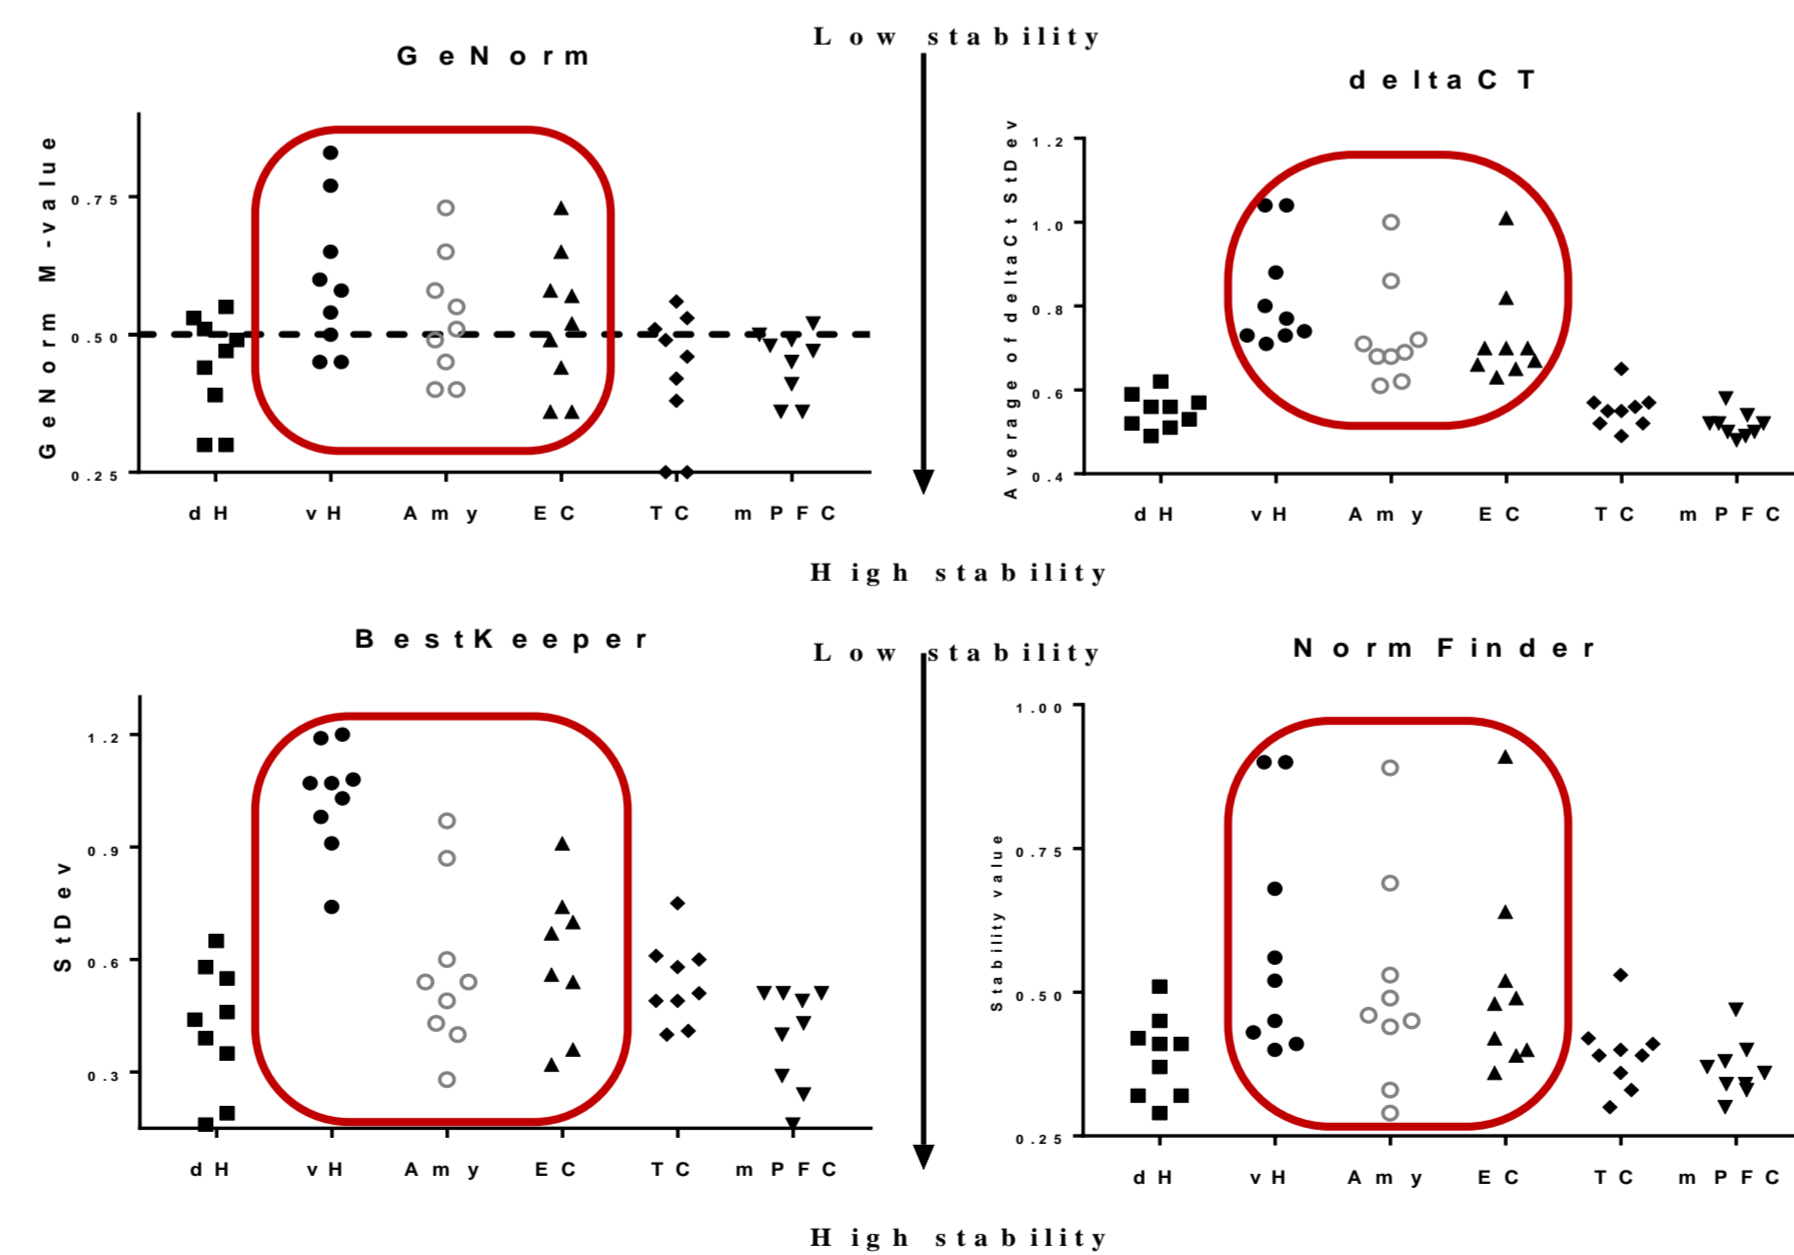 GeNorm
Low stability
deltaCT
GeNorm M-value
0.75
0.50
0.25
dH vH Amy EC TC mPFC
Average of deltaCt StDev
1.2
1.0
0.8
0.6
0.4
dH vH Amy EC TC mPFC
High stability
BestKeeper
Low stability
NormFinder
StDev
1.2
0.9
0.6
0.3
dH vH Amy EC TC mPFC
Stability value
1.00
0.75
0.50
0.25
dH vH Amy EC TC mPFC
High stability